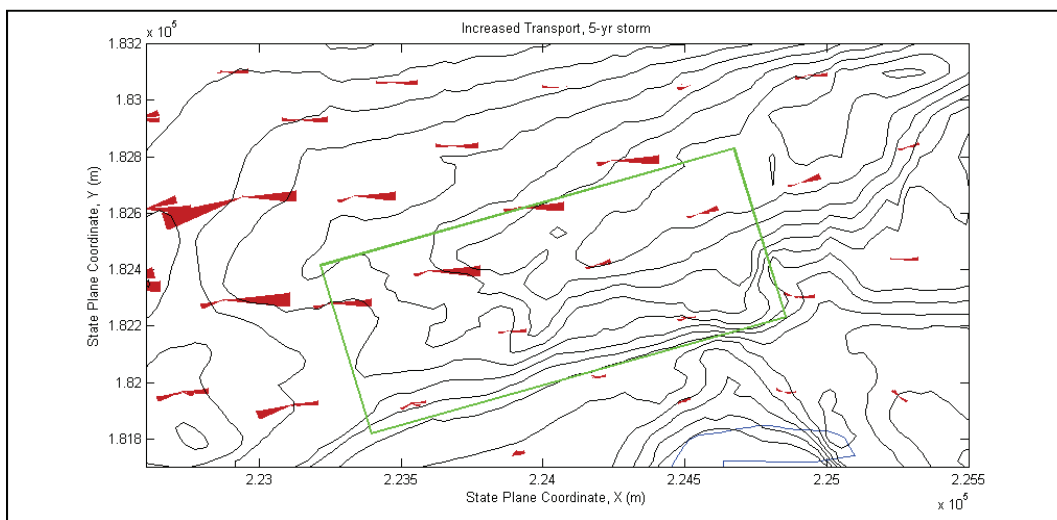 Increased Transport, 5-yr storm
x 10^5
1.832
1.83
1.828
1.826
1.824
1.822
1.82
1.818
State Plane Coordinate, Y (m)
2.23
2.235
2.24
2.245
2.25
2.255
State Plane Coordinate, X (m)
x 10^5